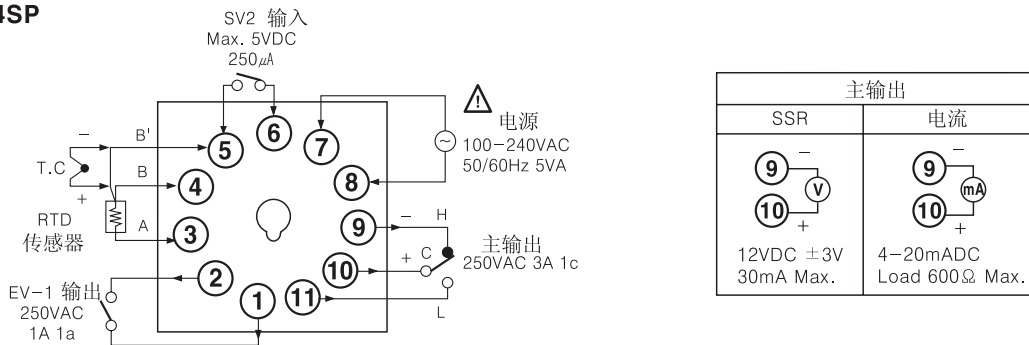 4SP
SV2 输入
Max. 5VDC
250μA
电源
100-240VAC
50/60Hz 5VA
T.C
-
+
B'
B
A
RTD
传感器
EV-1 输出
250VAC
1A 1a
1
2
3
4
5
6
7
8
9
10
11
-
H
+
C
L
主输出
250VAC 3A 1c
主输出
SSR
电流
9
-
V
10
+
12VDC ±3V
30mA Max.
9
-
mA
10
+
4-20mADC
Load 600Ω Max.